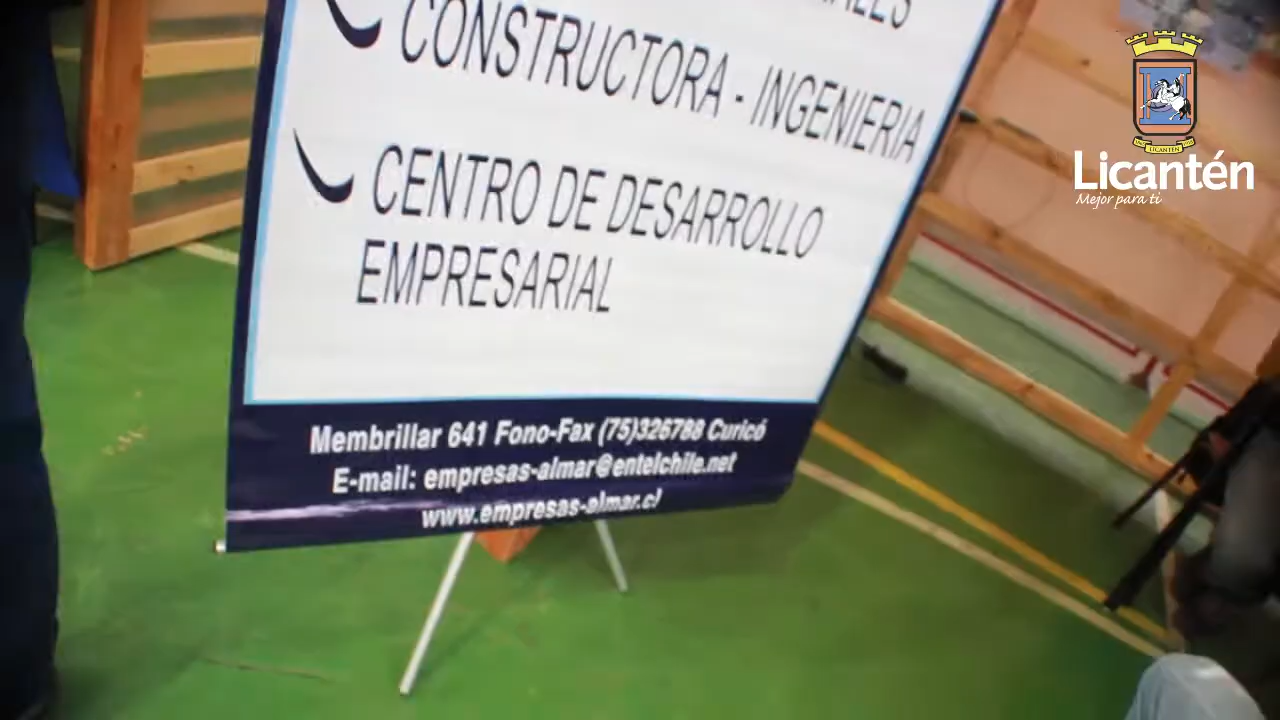 CONSTRUCTORA - INGENIERIA
CENTRO DE DESARROLLO
EMPRESARIAL
Membrillar 641 Fono-Fax (75)326788 Curicó
E-mail: empresas-almar@entelchile.net
www.empresas-almar.cl
LICANTEN
Licantén
Mejor para ti